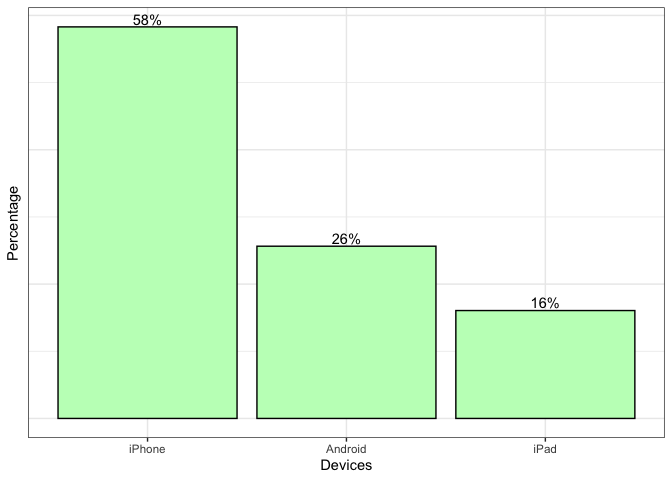 58%
26%
16%
Percentage
iPhone
Android
iPad
Devices